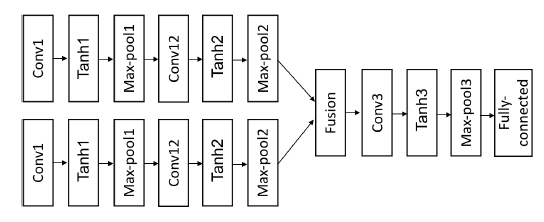 Conv1
Tanh1
Max-pool1
Conv12
Tanh2
Max-pool2
Conv1
Tanh1
Max-pool1
Conv12
Tanh2
Max-pool2
Fusion
Conv3
Tanh3
Max-pool3
Fully-
connected